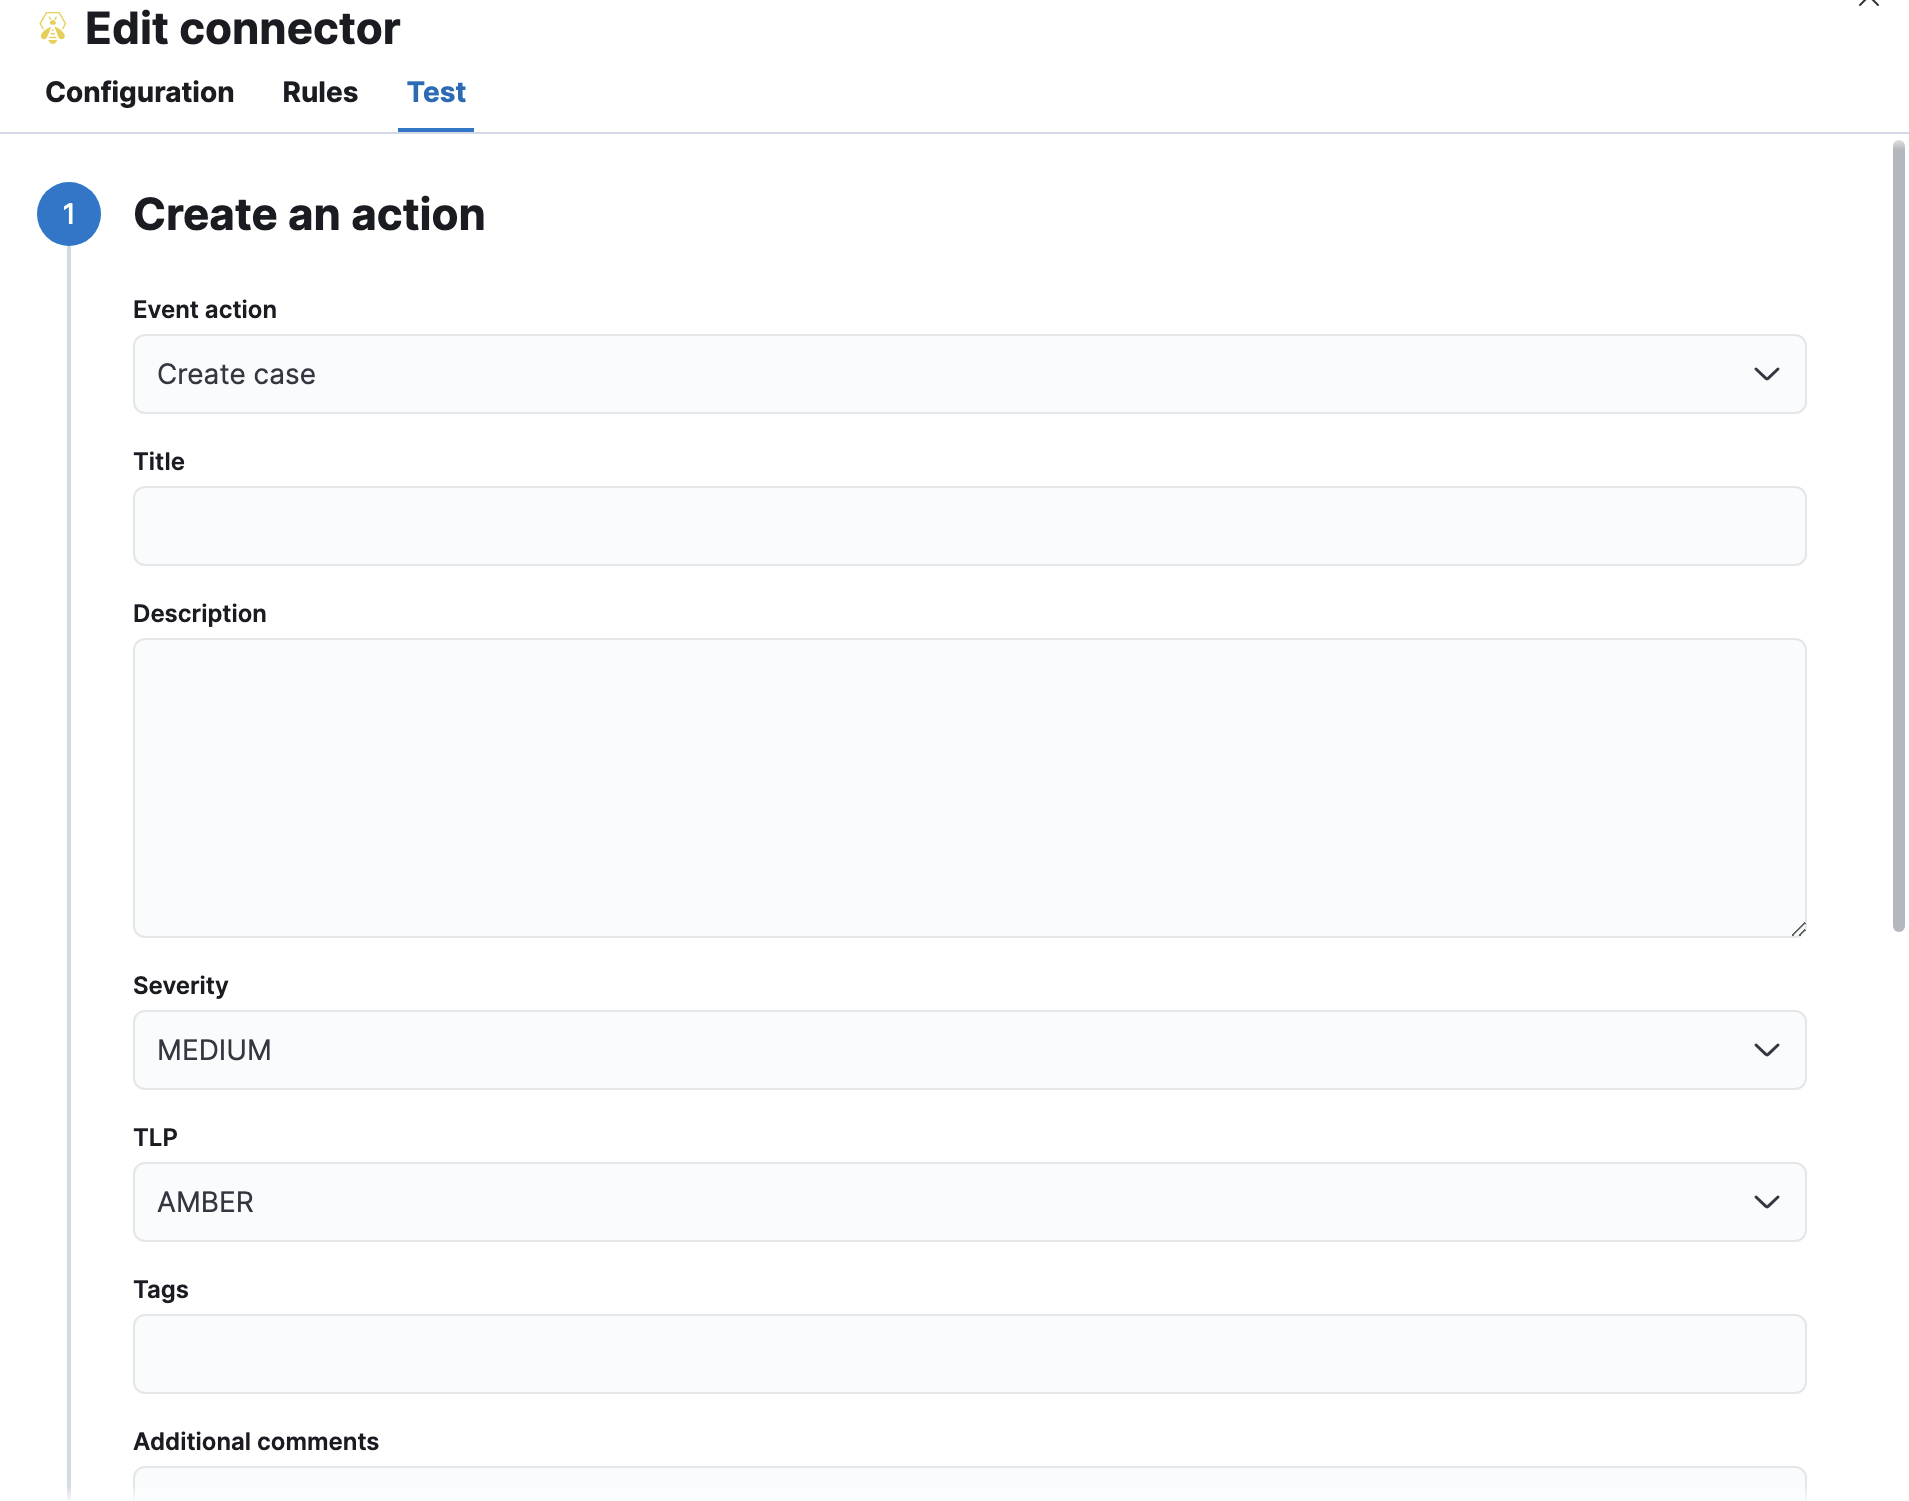 Edit connector
Configuration Rules Test
1 Create an action
Event action
Create case
Title
Description
Severity
MEDIUM
TLP
AMBER
Tags
Additional comments